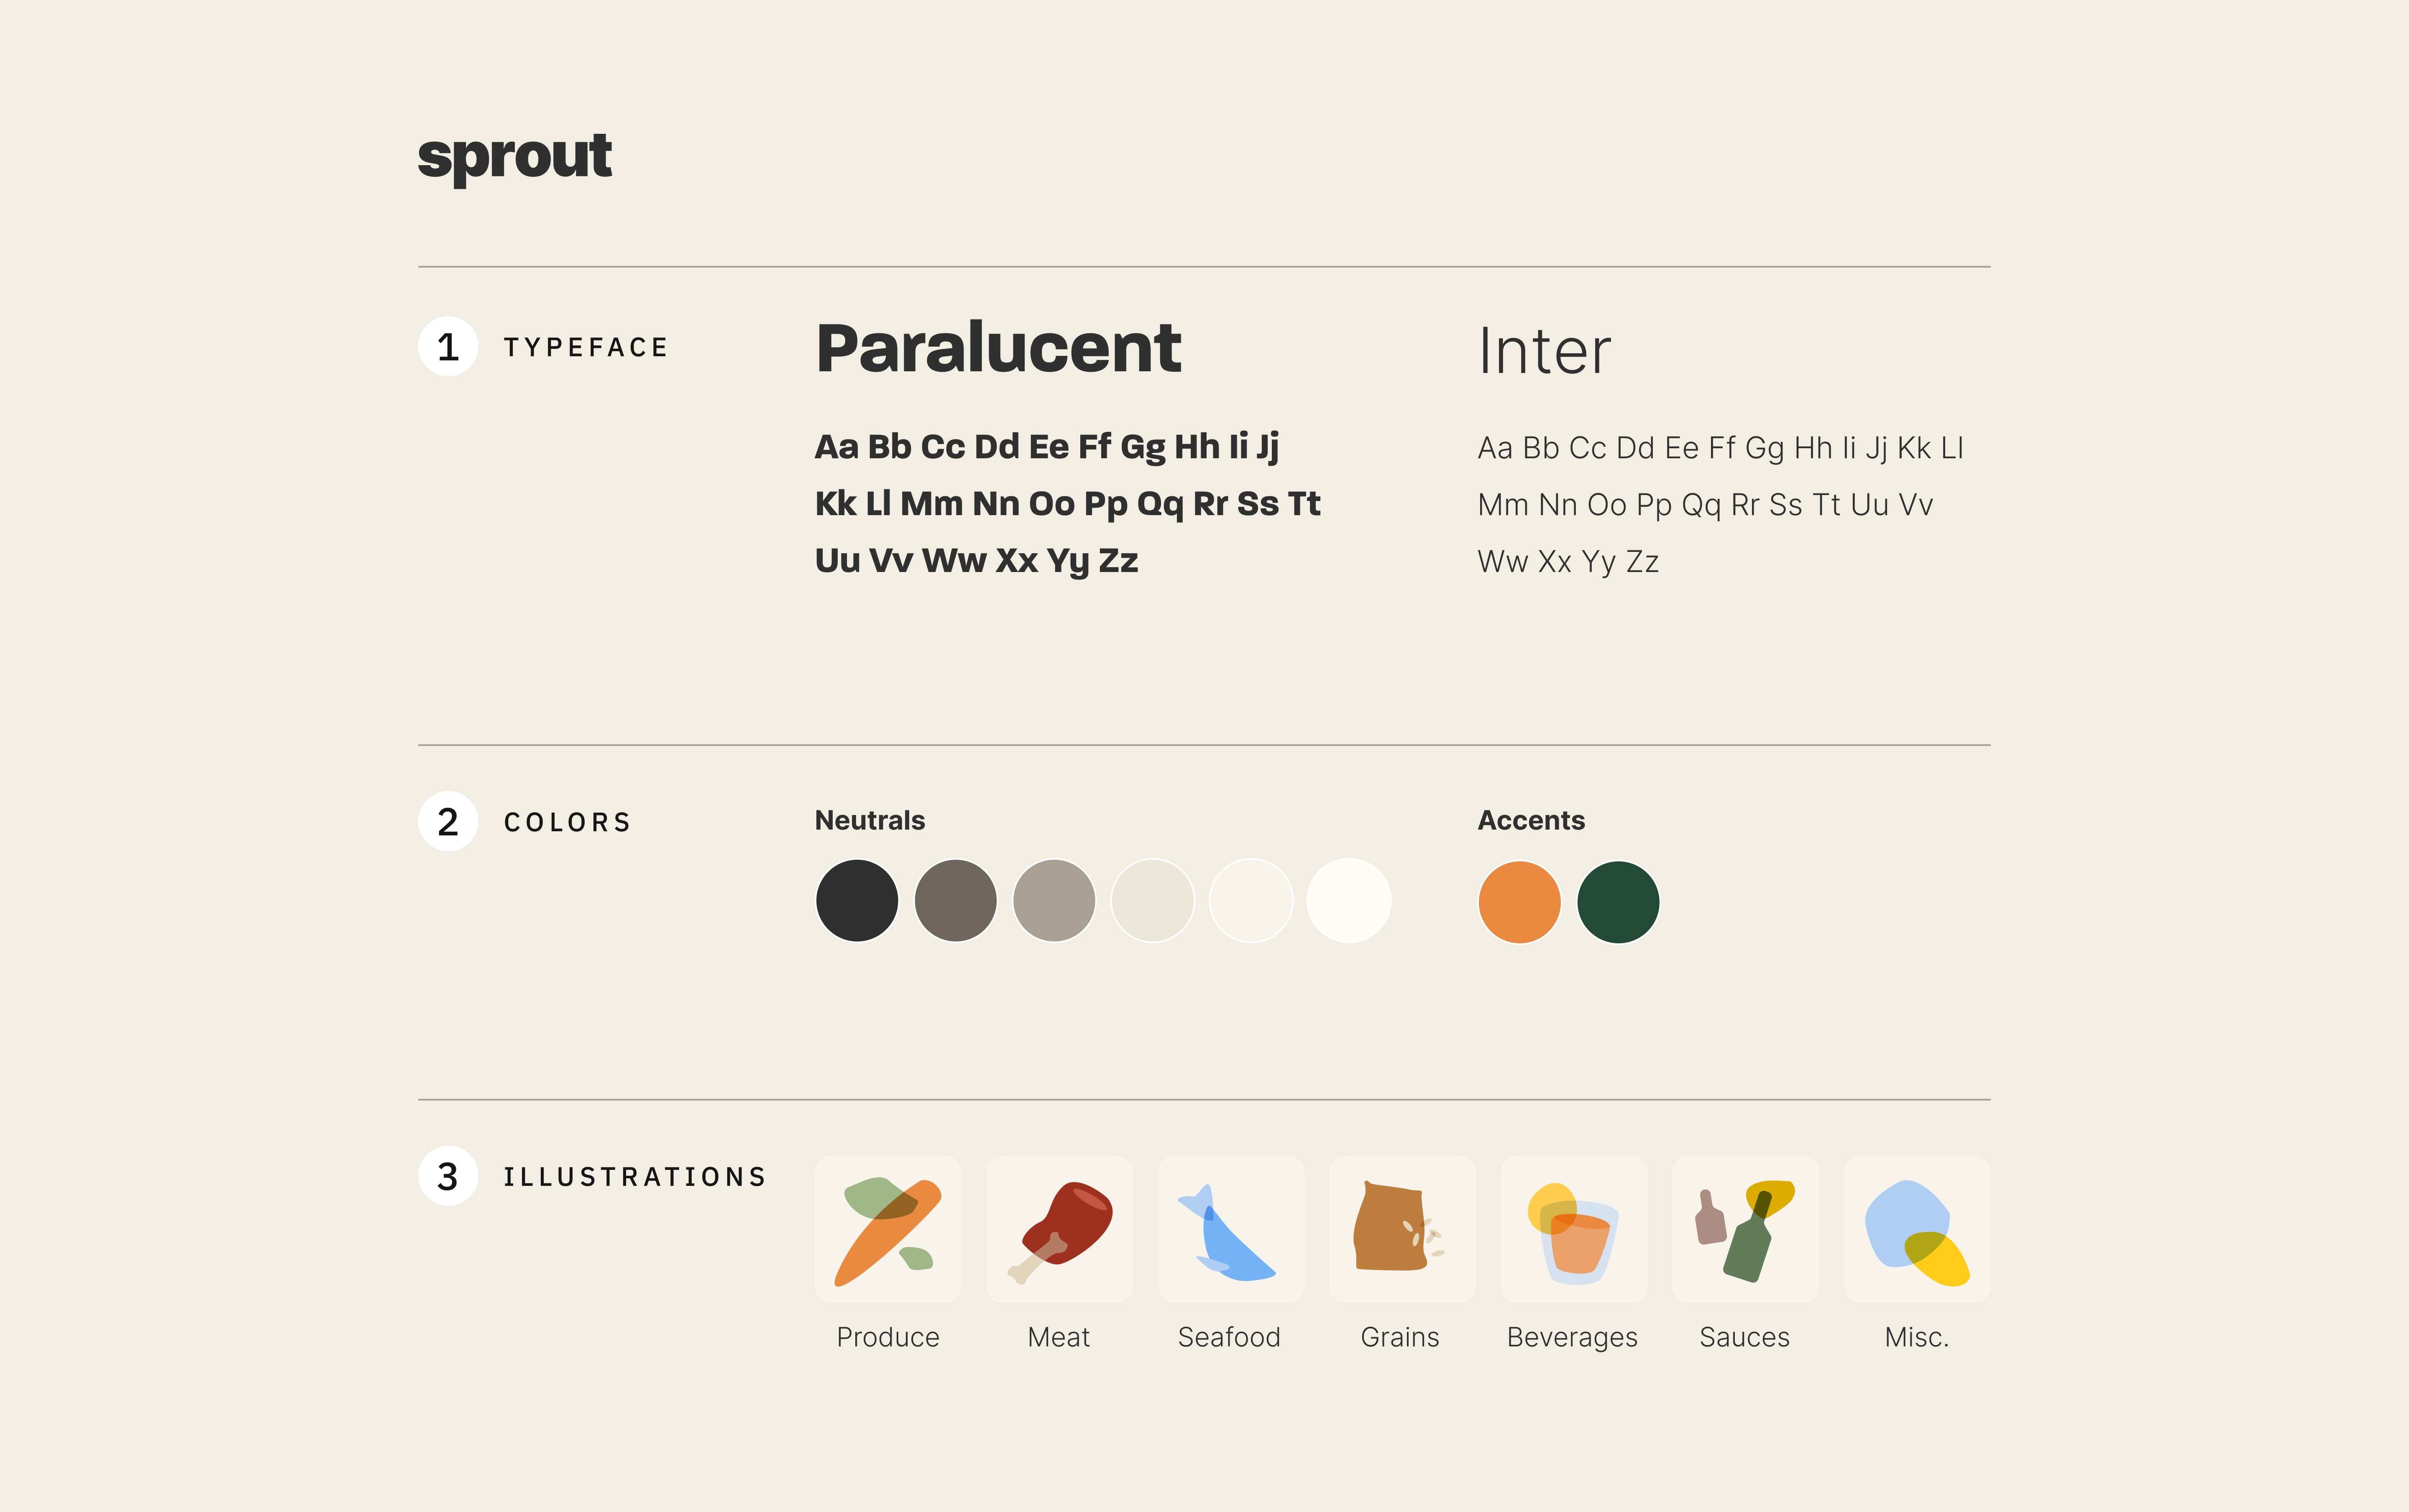 sprout
1 TYPEFACE
Paralucent
Aa Bb Cc Dd Ee Ff Gg Hh Ii Jj
Kk Ll Mm Nn Oo Pp Qq Rr Ss Tt
Uu Vv Ww Xx Yy Zz
Inter
Aa Bb Cc Dd Ee Ff Gg Hh Ii Jj Kk Ll
Mm Nn Oo Pp Qq Rr Ss Tt Uu Vv
Ww Xx Yy Zz
2 COLORS
Neutrals
Accents
3 ILLUSTRATIONS
Produce
Meat
Seafood
Grains
Beverages
Sauces
Misc.